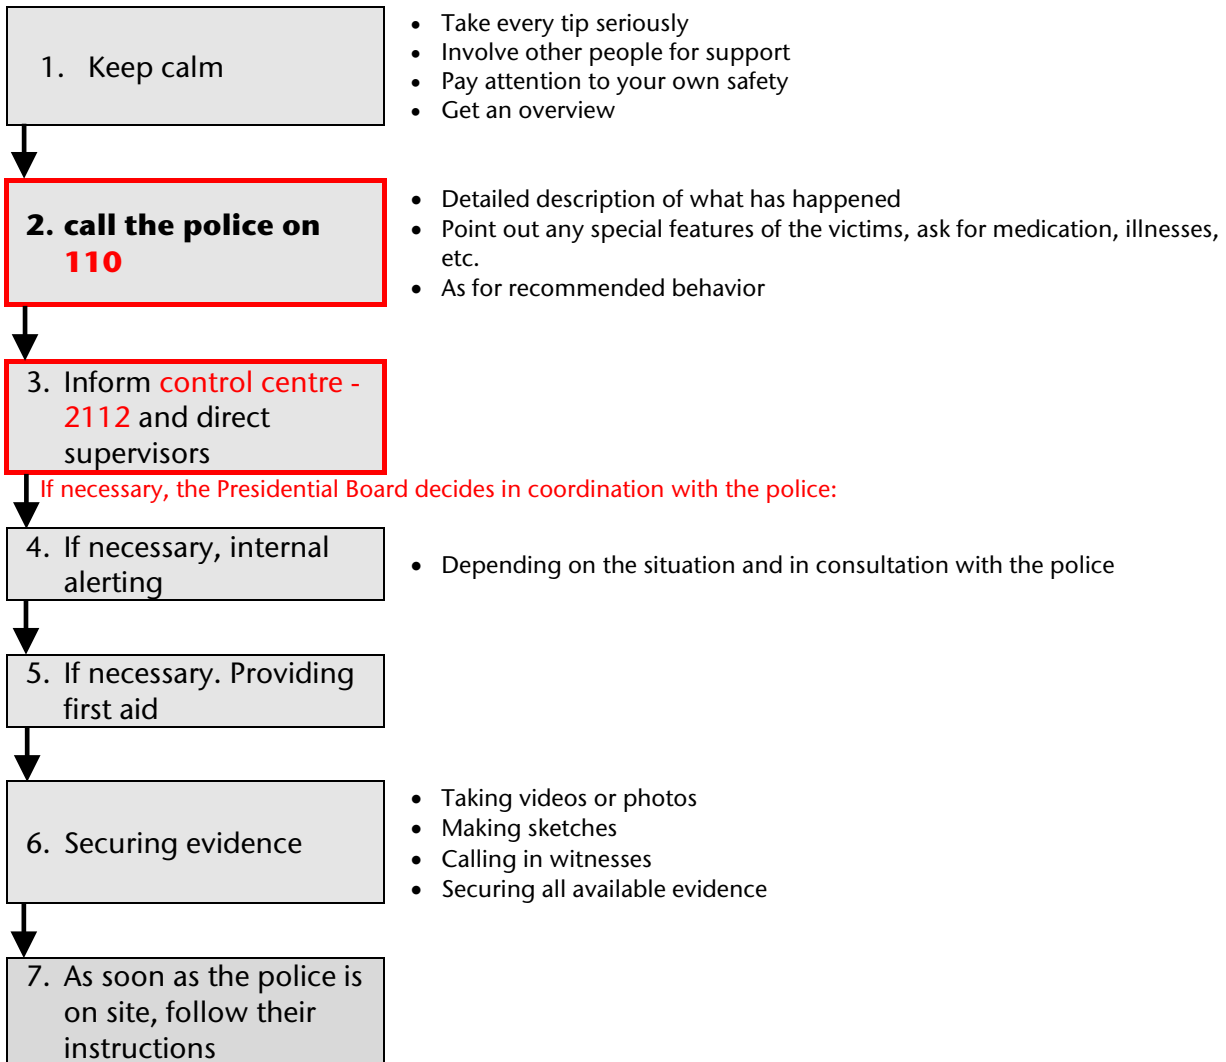 1. Keep calm
• Take every tip seriously
• Involve other people for support
• Pay attention to your own safety
• Get an overview
2. call the police on
110
• Detailed description of what has happened
• Point out any special features of the victims, ask for medication, illnesses,
etc.
• As for recommended behavior
3. Inform control centre -
2112 and direct
supervisors
If necessary, the Presidential Board decides in coordination with the police:
4. If necessary, internal
alerting
• Depending on the situation and in consultation with the police
5. If necessary. Providing
first aid
6. Securing evidence
• Taking videos or photos
• Making sketches
• Calling in witnesses
• Securing all available evidence
7. As soon as the police is
on site, follow their
instructions